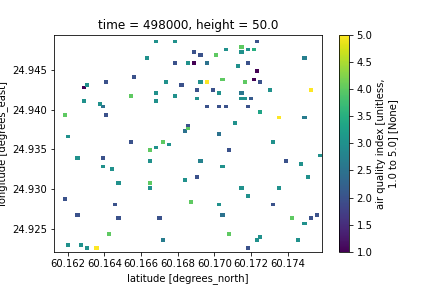 time = 498000, height = 50.0
24.945
24.940
24.935
24.930
24.925
longitude [degrees_east]
60.162 60.164 60.166 60.168 60.170 60.172 60.174
latitude [degrees_north]
5.0
4.5
4.0
3.5
3.0
2.5
2.0
1.5
1.0
air quality index [unitless,
1.0 to 5.0] [None]